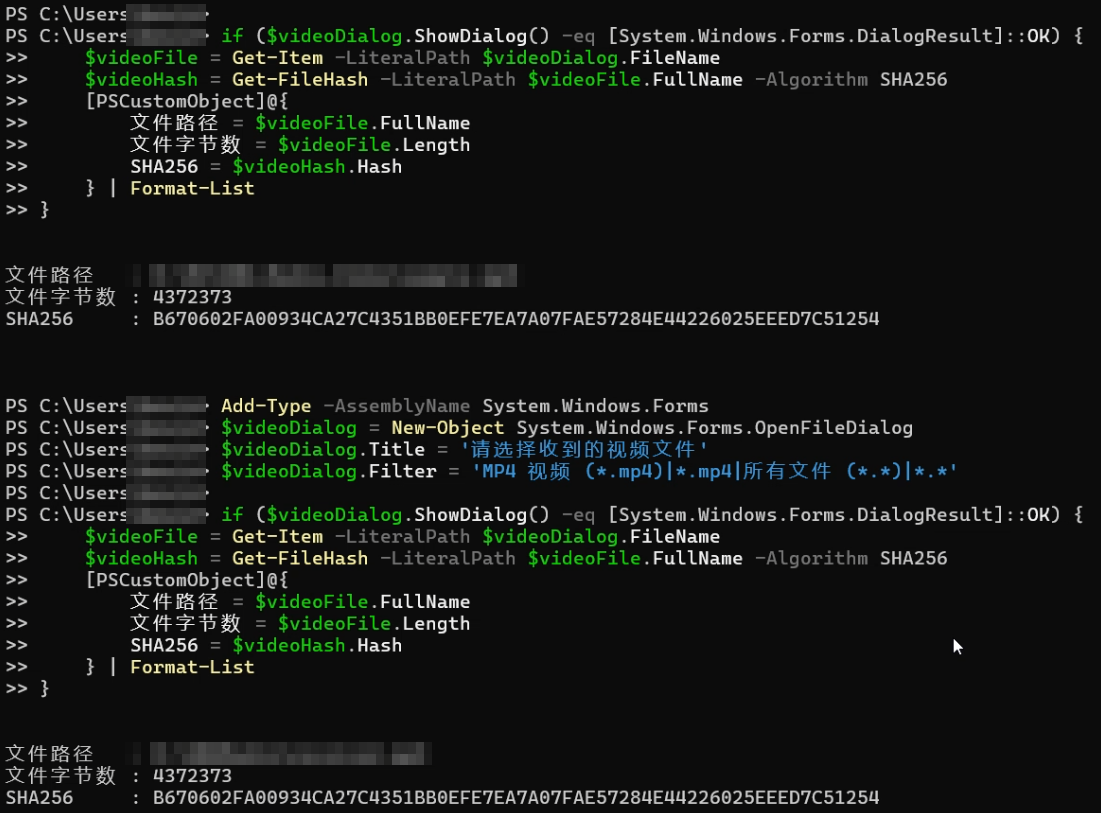 PS C:\Users
PS C:\Users if ($videoDialog.ShowDialog() -eq [System.Windows.Forms.DialogResult]::OK) {
>>     $videoFile = Get-Item -LiteralPath $videoDialog.FileName
>>     $videoHash = Get-FileHash -LiteralPath $videoFile.FullName -Algorithm SHA256
>>     [PSCustomObject]@{
>>         文件路径 = $videoFile.FullName
>>         文件字节数 = $videoFile.Length
>>         SHA256 = $videoHash.Hash
>>     } | Format-List
>> }
文件路径
文件字节数 : 4372373
SHA256     : B670602FA00934CA27C4351BB0EFE7EA7A07FAE57284E44226025EEED7C51254
PS C:\Users Add-Type -AssemblyName System.Windows.Forms
PS C:\Users $videoDialog = New-Object System.Windows.Forms.OpenFileDialog
PS C:\Users $videoDialog.Title = '请选择收到的视频文件'
PS C:\Users $videoDialog.Filter = 'MP4 视频 (*.mp4)|*.mp4|所有文件 (*.*)|*.*'
PS C:\Users
PS C:\Users if ($videoDialog.ShowDialog() -eq [System.Windows.Forms.DialogResult]::OK) {
>>     $videoFile = Get-Item -LiteralPath $videoDialog.FileName
>>     $videoHash = Get-FileHash -LiteralPath $videoFile.FullName -Algorithm SHA256
>>     [PSCustomObject]@{
>>         文件路径 = $videoFile.FullName
>>         文件字节数 = $videoFile.Length
>>         SHA256 = $videoHash.Hash
>>     } | Format-List
>> }
文件路径
文件字节数 : 4372373
SHA256     : B670602FA00934CA27C4351BB0EFE7EA7A07FAE57284E44226025EEED7C51254